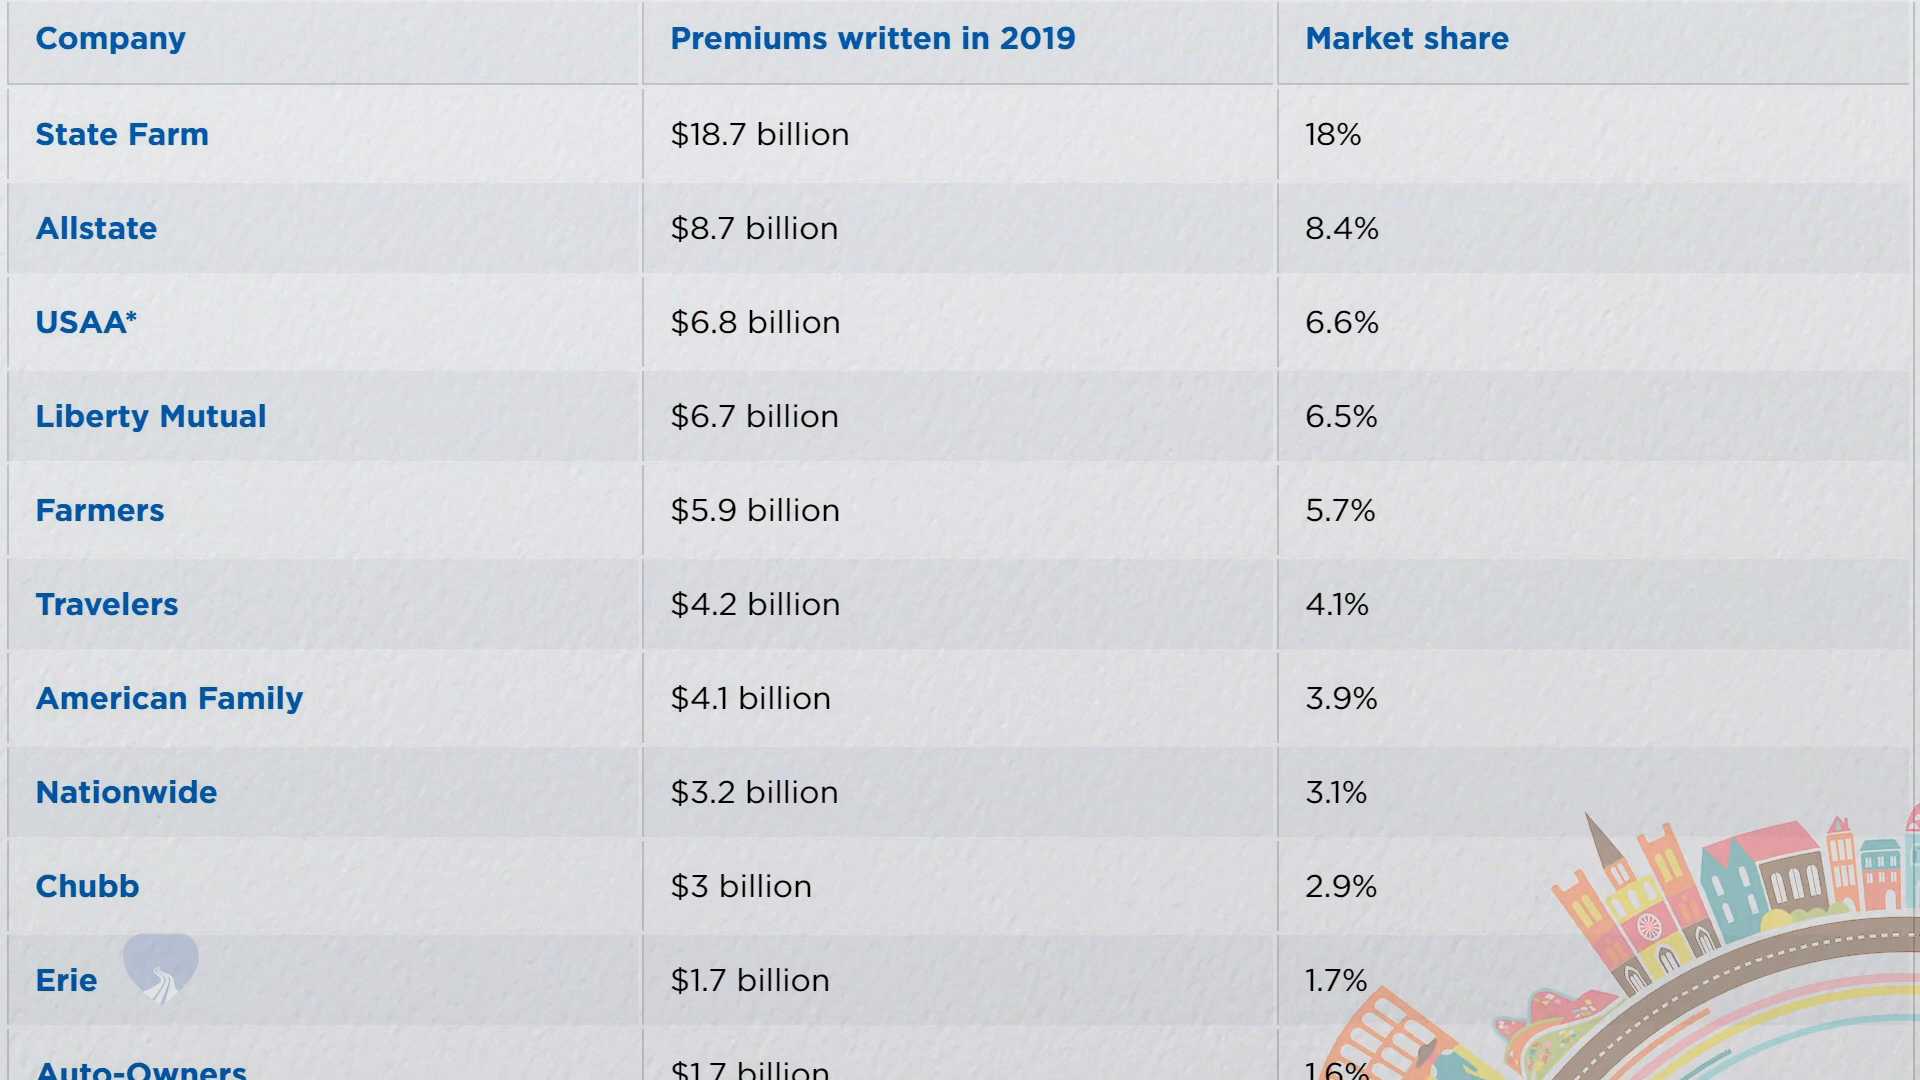 Company Premiums written in 2019 Market share
State Farm $18.7 billion 18%
Allstate $8.7 billion 8.4%
USAA* $6.8 billion 6.6%
Liberty Mutual $6.7 billion 6.5%
Farmers $5.9 billion 5.7%
Travelers $4.2 billion 4.1%
American Family $4.1 billion 3.9%
Nationwide $3.2 billion 3.1%
Chubb $3 billion 2.9%
Erie $1.7 billion 1.7%
Auto-Owners $1.7 billion 1.6%